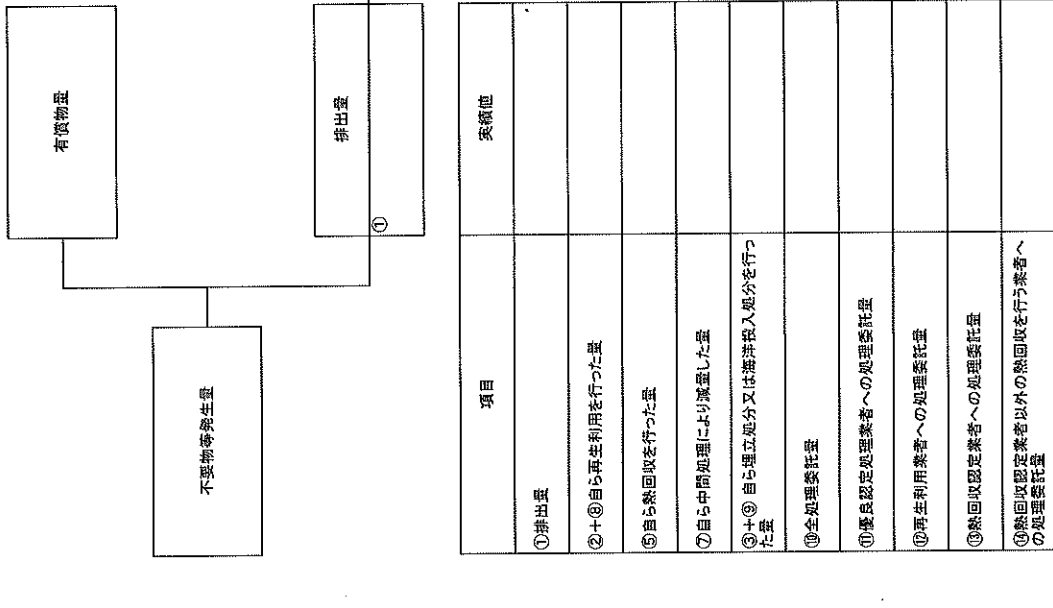 有償物量
不要物等発生量
排出量
①
項目
実績値
①排出量
②+⑧自ら再生利用を行った量
⑤自ら熱回収を行った量
⑦自ら中間処理により減量した量
③+⑨ 自ら埋立処分又は海洋投入処分を行っ
た量
⑩全処理委託量
⑪優良認定処理業者への処理委託量
⑫再生利用業者への処理委託量
⑬熱回収認定業者への処理委託量
⑭熱回収認定業者以外の熱回収を行う業者へ
の処理委託量